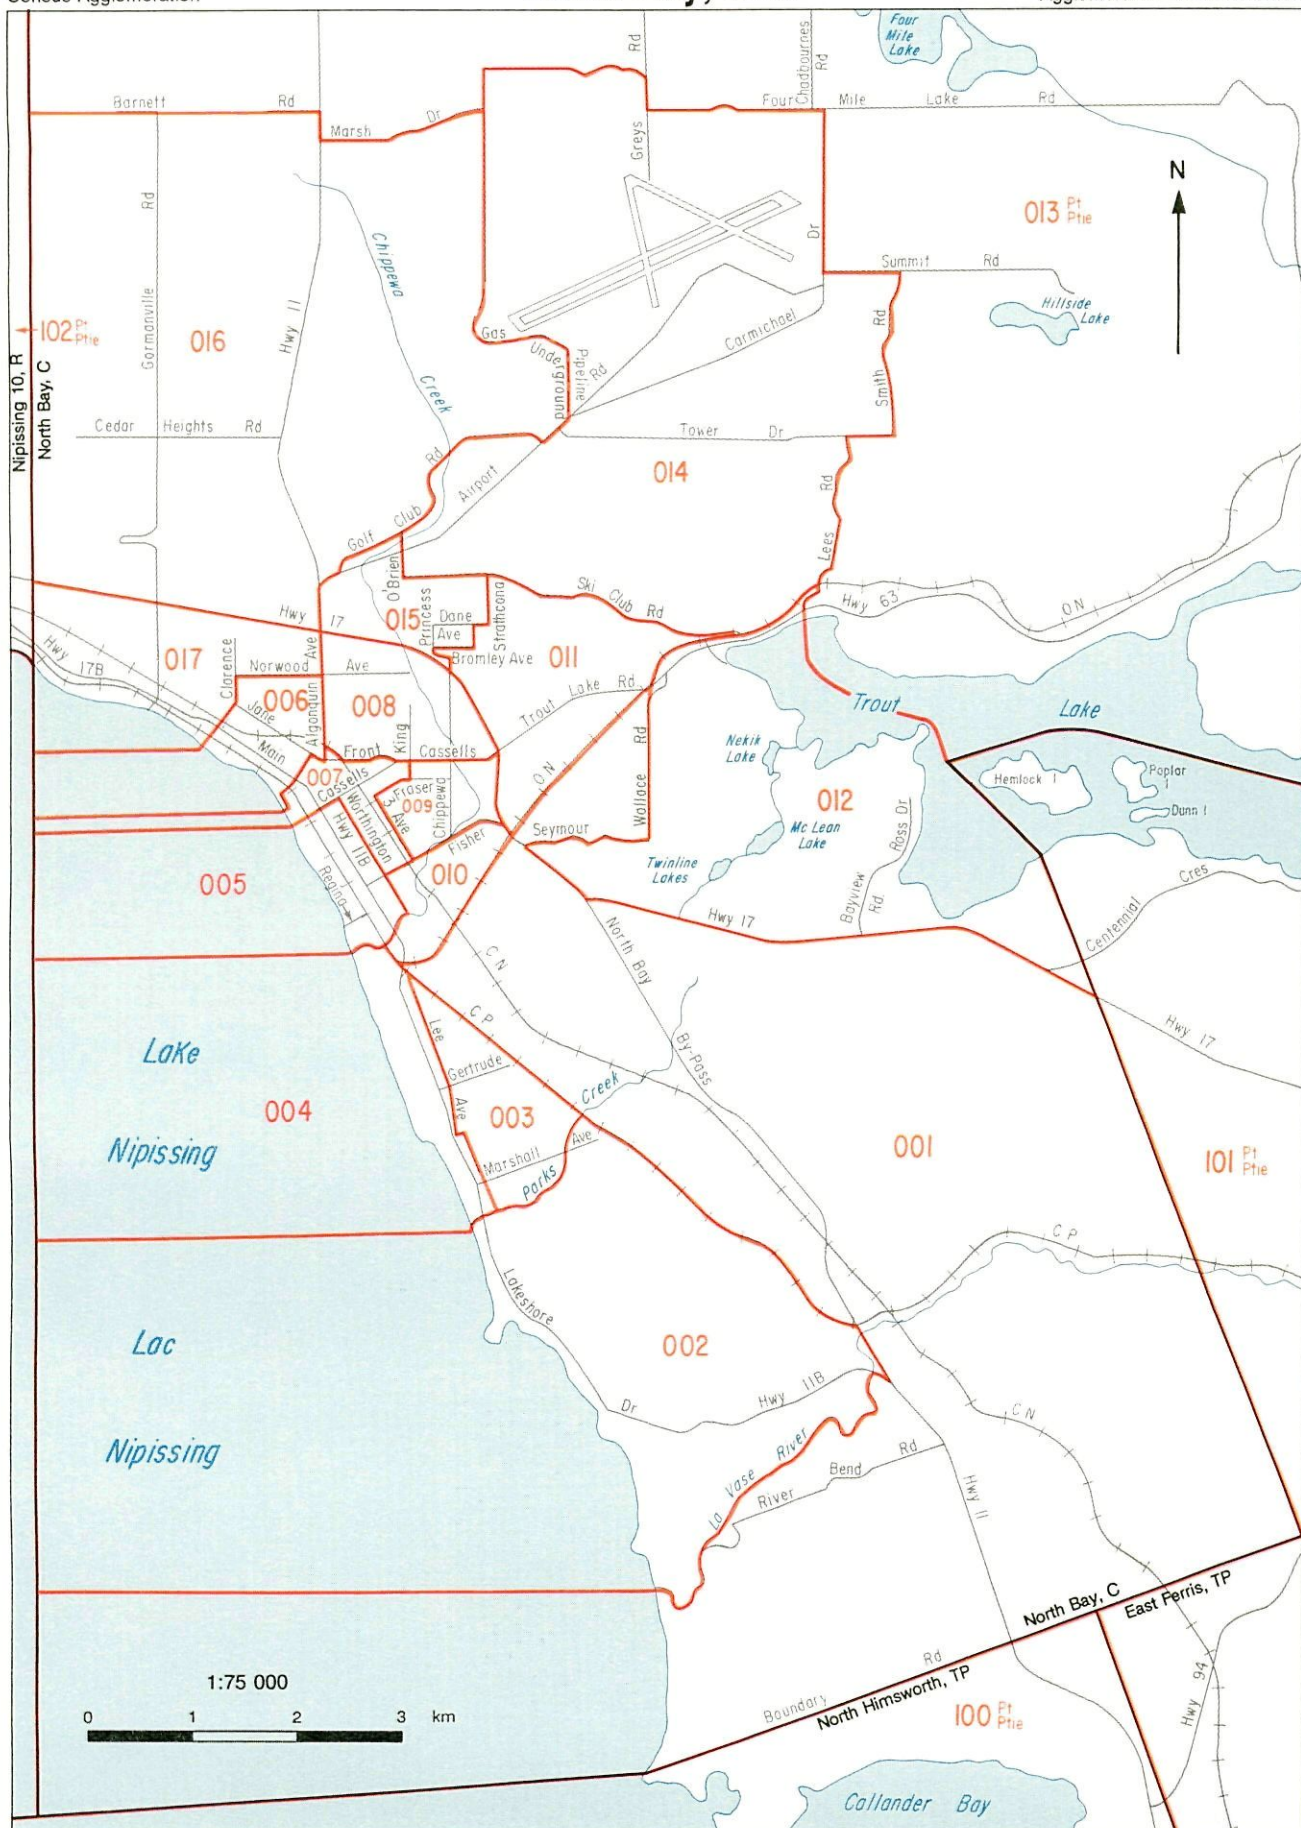 Census Agglomeration
Four
Mile
Lake
Rd
Chadbournes
Rd
Barnett Rd
Marsh Dr
Four Mile Lake Rd
Greys
N
013 Pt
Ptie
Rd
Chippewa
Creek
Dr
Summit Rd
Hillside
Lake
102 Pt
Ptie
016
Gormanville
Hwy 11
Gas
Underground
Pipeline
Rd
Carmichael
Smith Rd
Nipissing 10, R
North Bay, C
Cedar Heights Rd
Tower Dr
014
Airport
Golf Club Rd
Lees Rd
O'Brien
Ski Club Rd
Hwy 63
ON
Hwy 17
015
Princess
Dane
Ave
Strathcona
Bromley Ave
011
Hwy 17B
017
Clarence
Norwood Ave
Algonquin Ave
006
008
Jane
Main
Trout Lake Rd
Trout Lake
Front
King
Cassells
ON
Wallace Rd
Nekik
Lake
Hemlock I
Poplar
I
Dunn I
007
Cassells
Fraser
009
3 Ave
Chippewa
Worthington
Hwy 11B
Fisher
Seymour
012
Mc Lean
Lake
Ross Dr
Twinline
Lakes
Bayview
Rd.
005
Regina
010
Hwy 17
Centennial Cres
North Bay By-Pass
CN
CP
Hwy 17
Lake
Nipissing
004
Lee Ave
Gertrude
Creek
003
Marshall Ave
Parks
001
101 Pt
Ptie
CP
Lakeshore Dr
Lac
Nipissing
002
Hwy 11B
CN
La Vase River
River Bend Rd
Hwy 11
North Bay, C
East Ferris, TP
1:75 000
0 1 2 3 km
Boundary Rd
North Himsworth, TP
100 Pt
Ptie
Hwy 94
Callander Bay